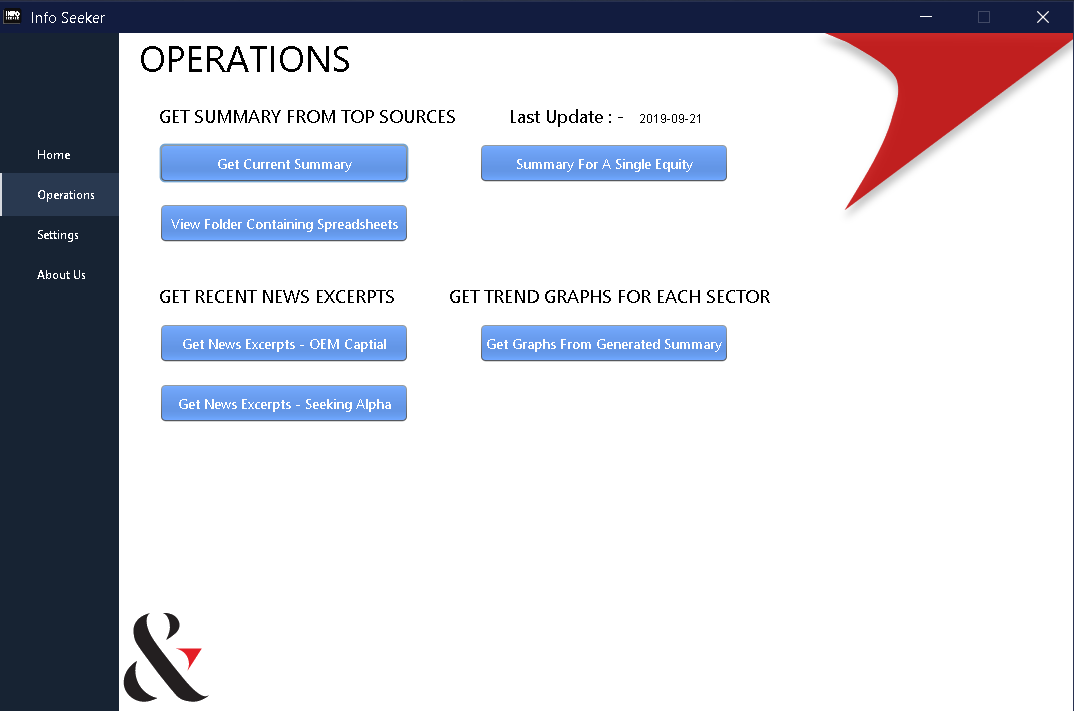 INFO SEEKER
Info Seeker
OPERATIONS
GET SUMMARY FROM TOP SOURCES
Last Update : -
2019-09-21
Get Current Summary
Summary For A Single Equity
View Folder Containing Spreadsheets
Home
Operations
Settings
About Us
GET RECENT NEWS EXCERPTS
GET TREND GRAPHS FOR EACH SECTOR
Get News Excerpts - OEM Captial
Get Graphs From Generated Summary
Get News Excerpts - Seeking Alpha
&